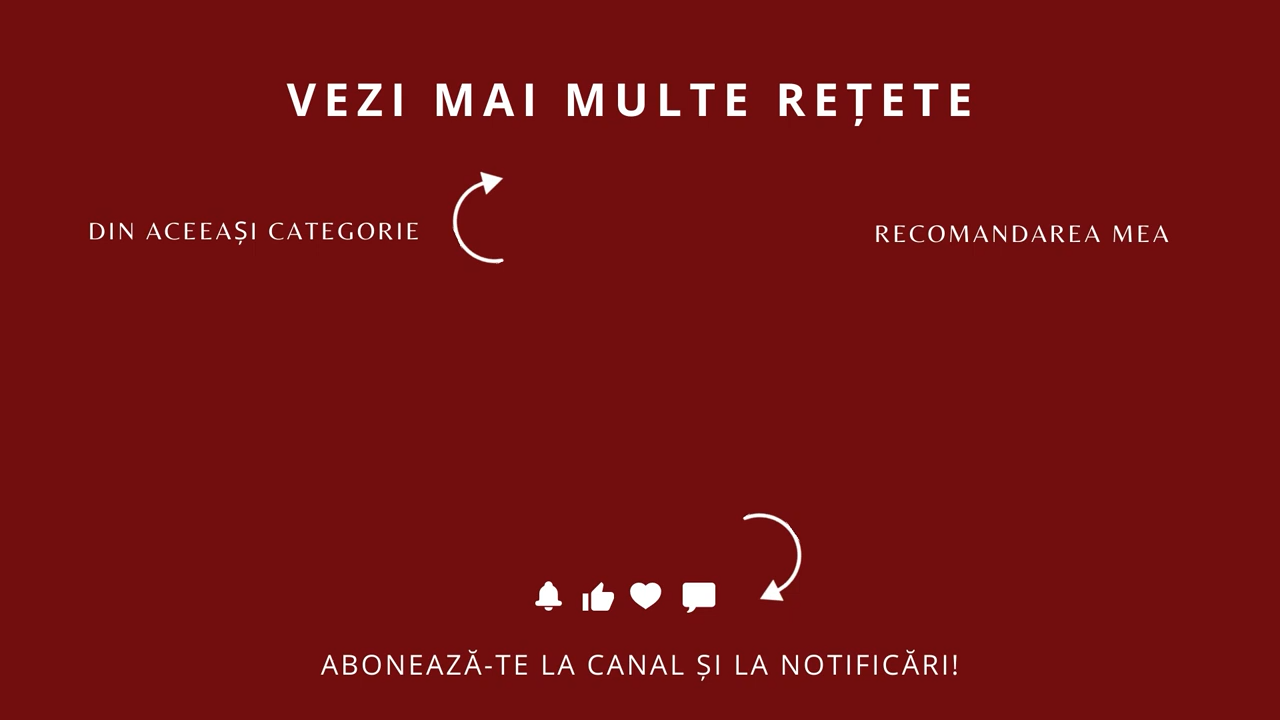 VEZI MAI MULTE REȚETE
DIN ACEEAȘI CATEGORIE
RECOMANDAREA MEA
ABONEAZĂ-TE LA CANAL ȘI LA NOTIFICĂRI!